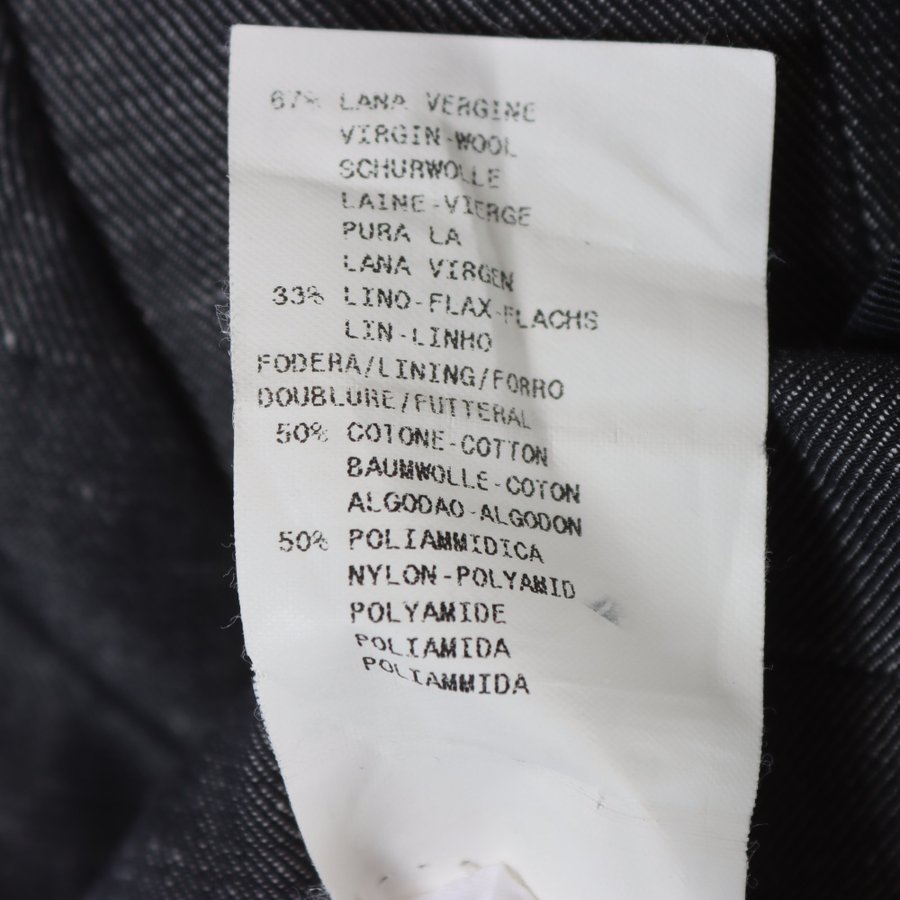 67% LANA VERGINE
VIRGIN-WOOL
SCHURWOLLE
LAINE-VIERGE
PURA LA
LANA VIRGEN
33% LINO-FLAX-FLACHS
LIN-LINHO
FODERA/LINING/FORRO
DOUBLURE/FUTTERAL
50% COTONE-COTTON
BAUMWOLLE-COTON
ALGODAO-ALGODON
50% POLIAMMIDICA
NYLON-POLYAMID
POLYAMIDE
POLIAMIDA
POLIAMMIDA